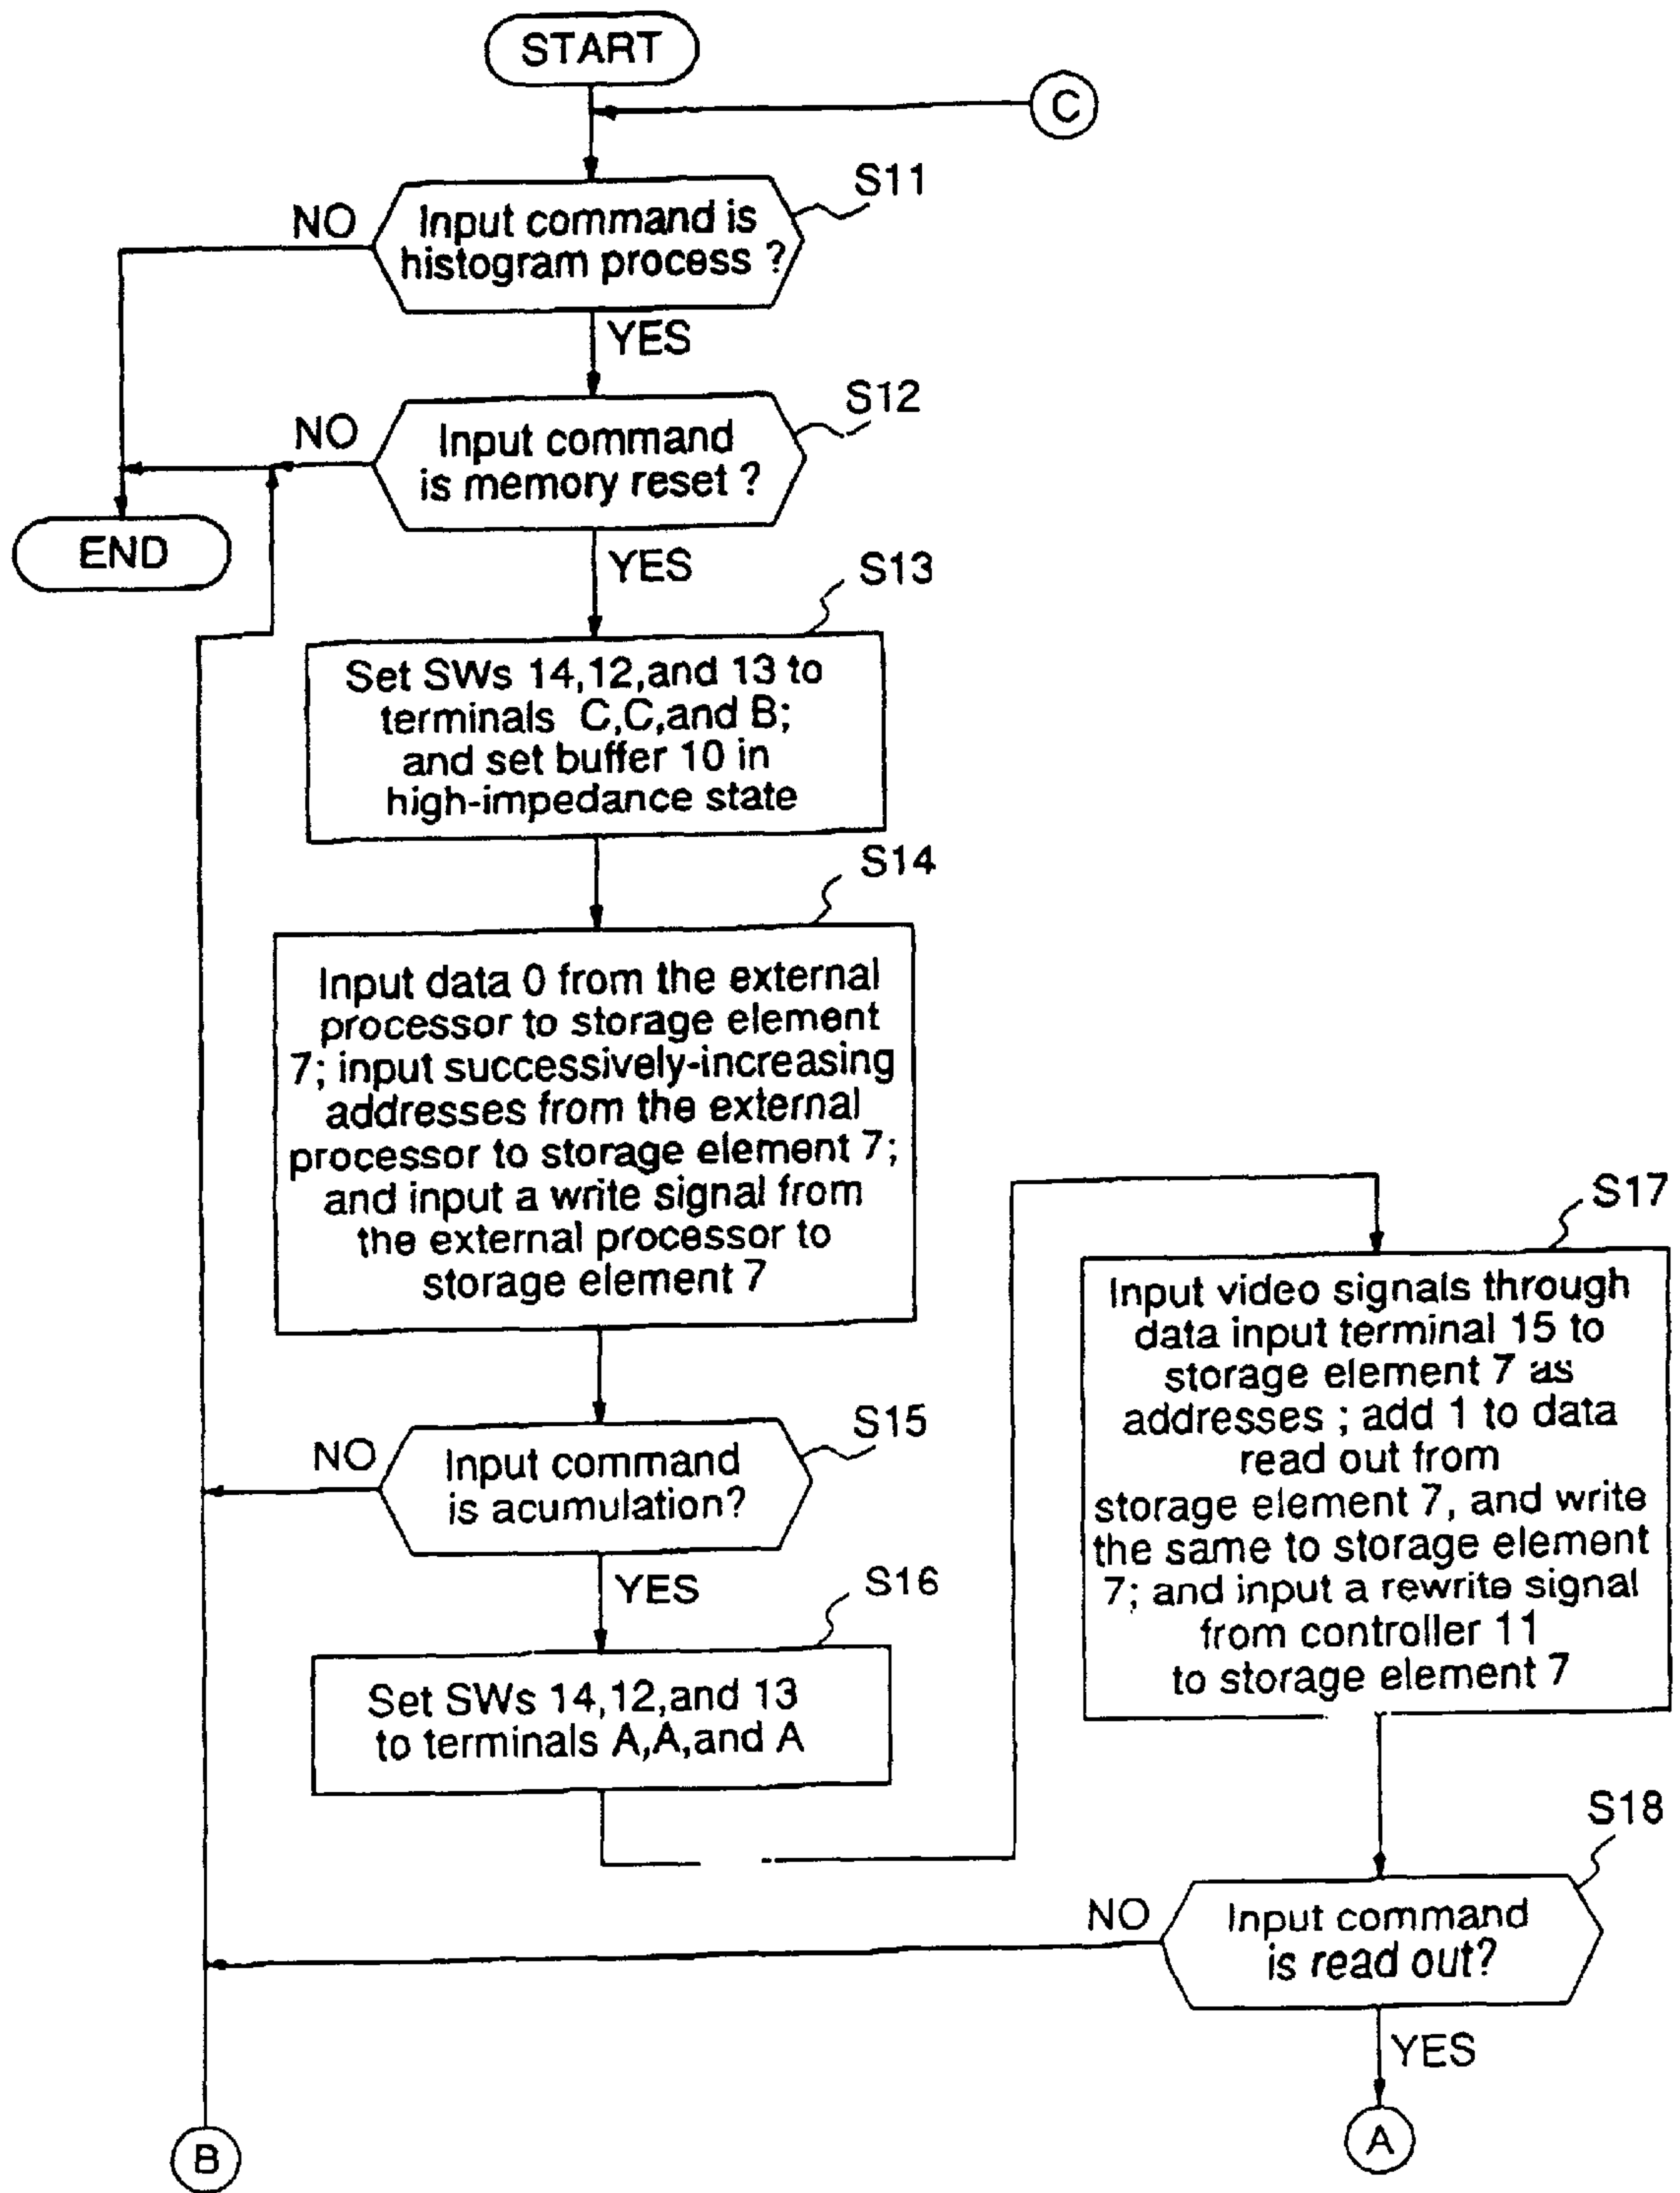 START
C
S11
NO
Input command is
histogram process ?
YES
S12
NO
Input command
is memory reset ?
END
YES
S13
Set SWs 14,12,and 13 to
terminals C,C,and B;
and set buffer 10 in
high-impedance state
S14
Input data 0 from the external
processor to storage element
7; input successively-increasing
addresses from the external
processor to storage element 7;
and input a write signal from
the external processor to
storage element 7
S15
NO
Input command
is acumulation?
YES
S16
Set SWs 14,12,and 13
to terminals A,A,and A
S17
Input video signals through
data input terminal 15 to
storage element 7 as
addresses ; add 1 to data
read out from
storage element 7, and write
the same to storage element
7; and input a rewrite signal
from controller 11
to storage element 7
S18
NO
Input command
is read out?
YES
B
A